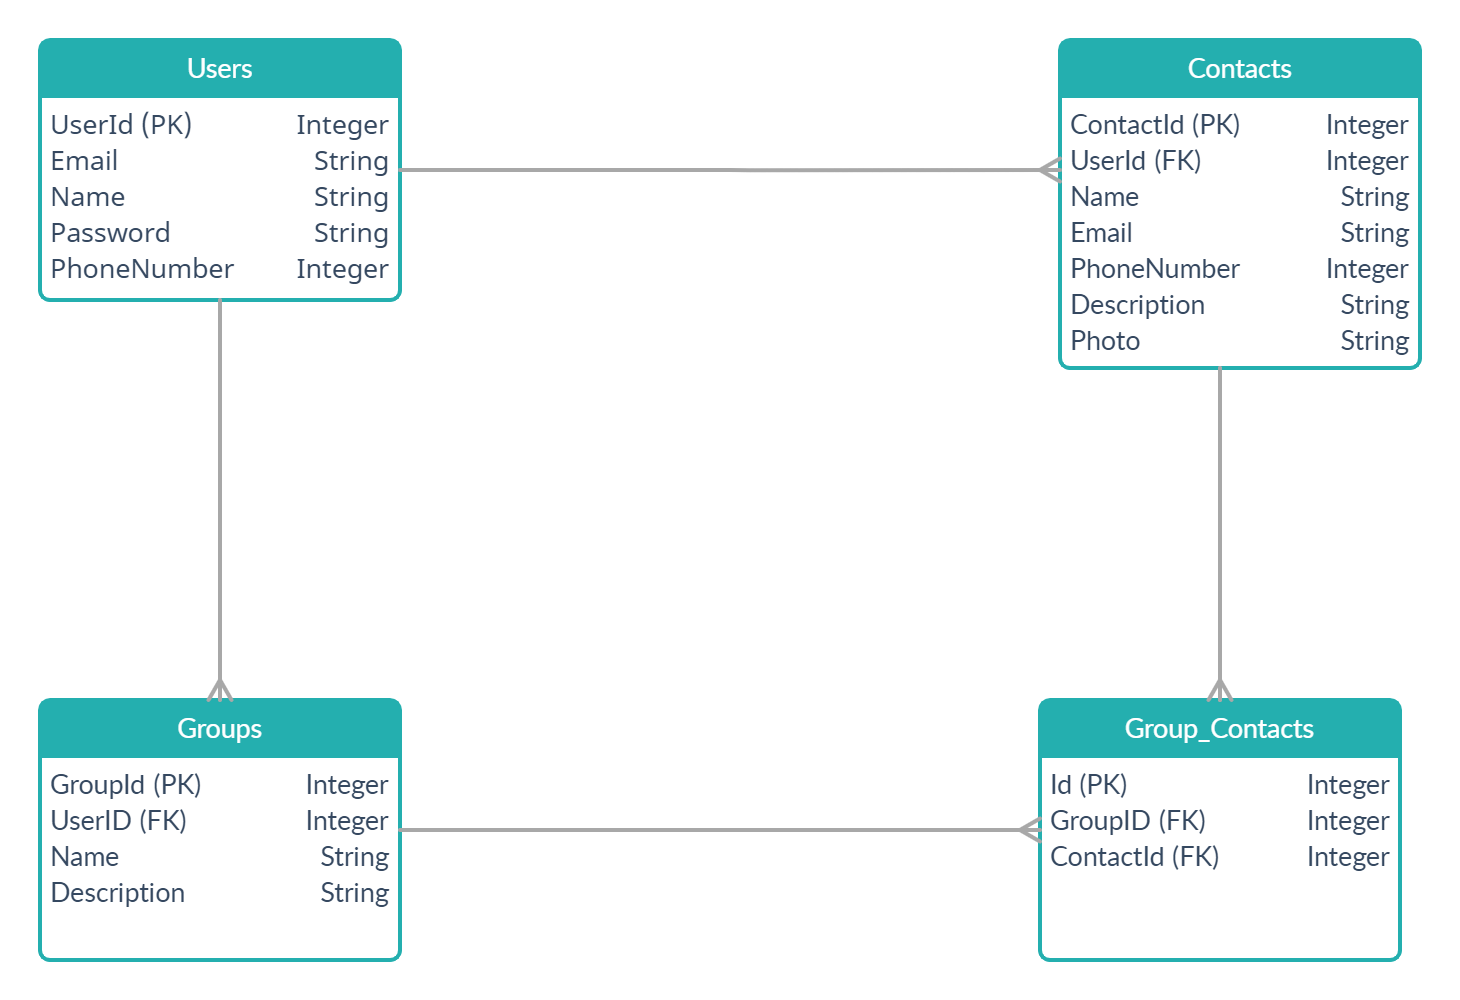 Users
UserId (PK) Integer
Email String
Name String
Password String
PhoneNumber Integer
Contacts
ContactId (PK) Integer
UserId (FK) Integer
Name String
Email String
PhoneNumber Integer
Description String
Photo String
Groups
GroupId (PK) Integer
UserID (FK) Integer
Name String
Description String
Group_Contacts
Id (PK) Integer
GroupID (FK) Integer
ContactId (FK) Integer